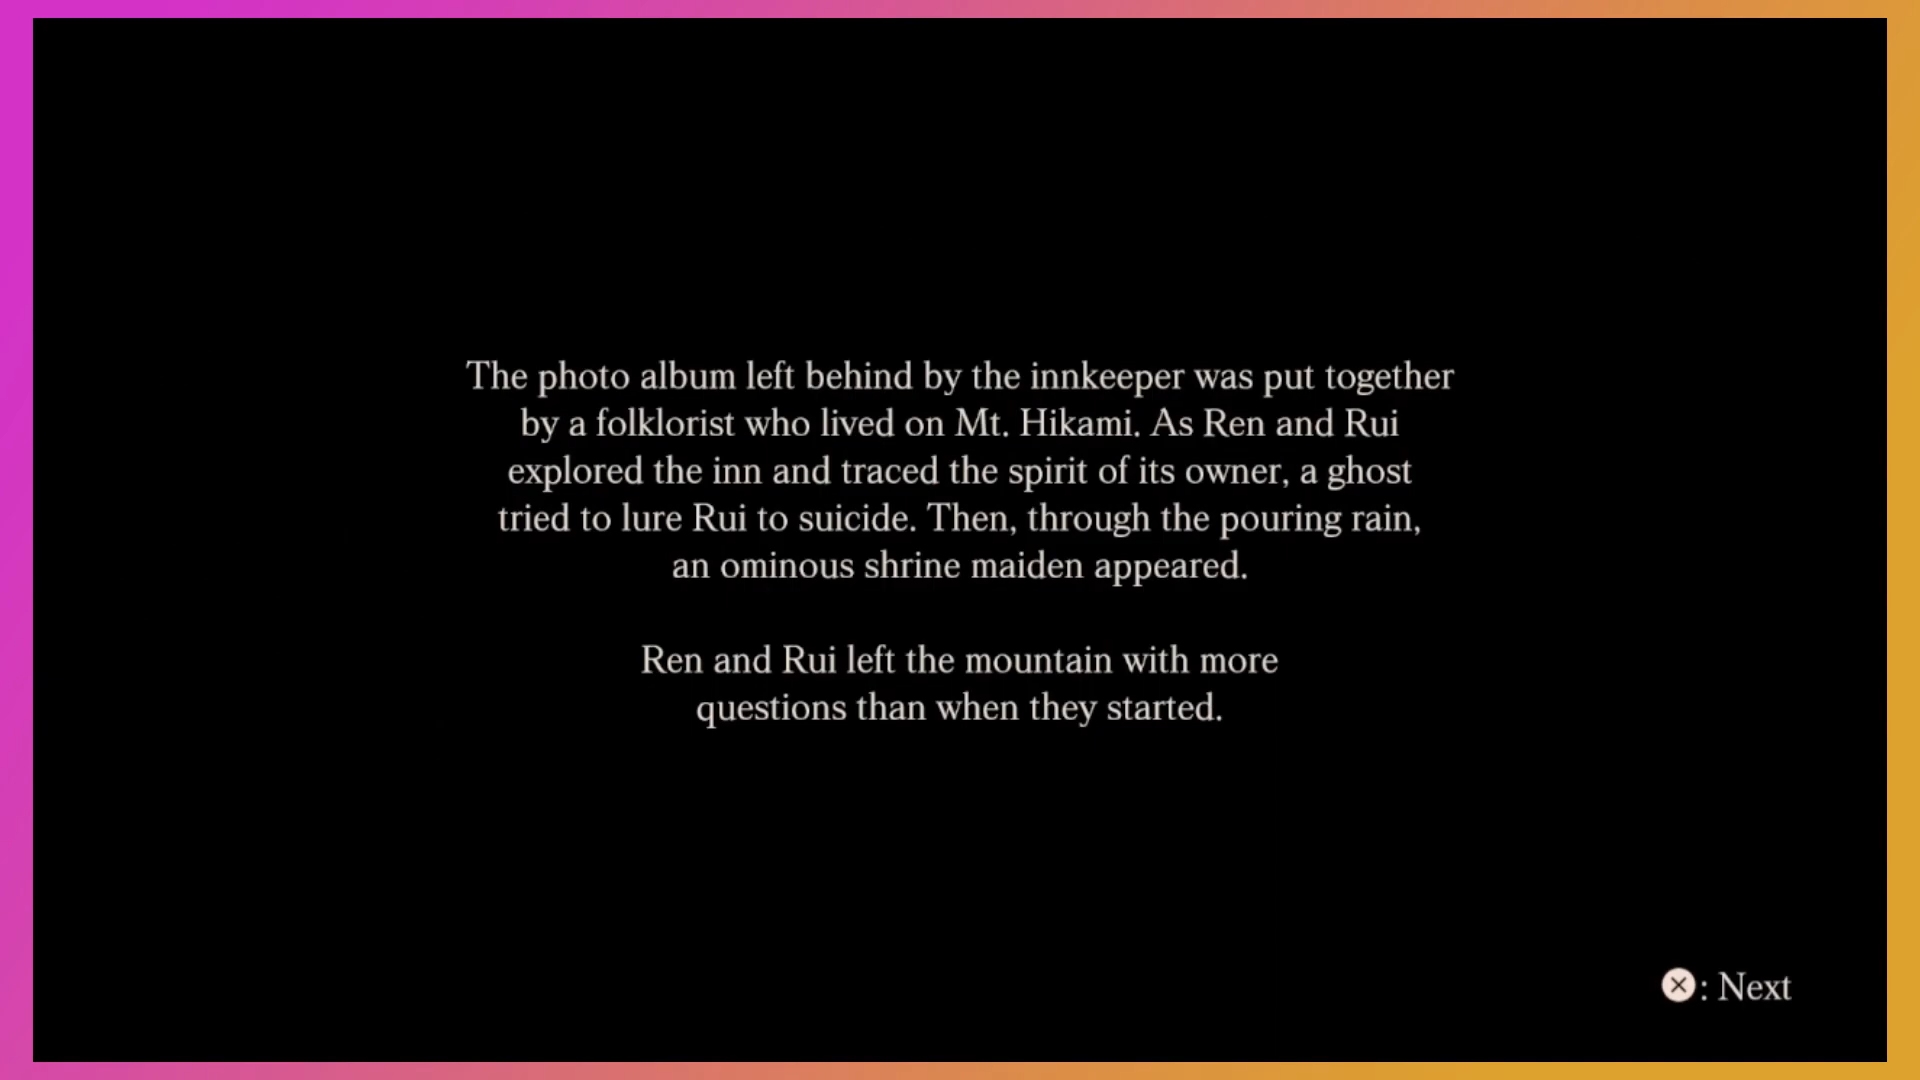 The photo album left behind by the innkeeper was put together
by a folklorist who lived on Mt. Hikami. As Ren and Rui
explored the inn and traced the spirit of its owner, a ghost
tried to lure Rui to suicide. Then, through the pouring rain,
an ominous shrine maiden appeared.
Ren and Rui left the mountain with more
questions than when they started.
: Next